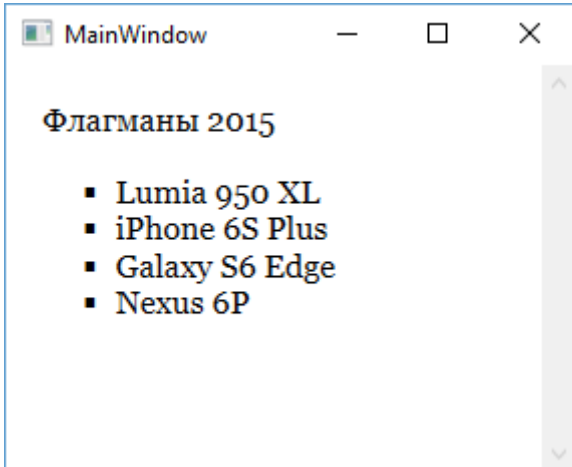 MainWindow
Флагманы 2015
Lumia 950 XL
iPhone 6S Plus
Galaxy S6 Edge
Nexus 6P